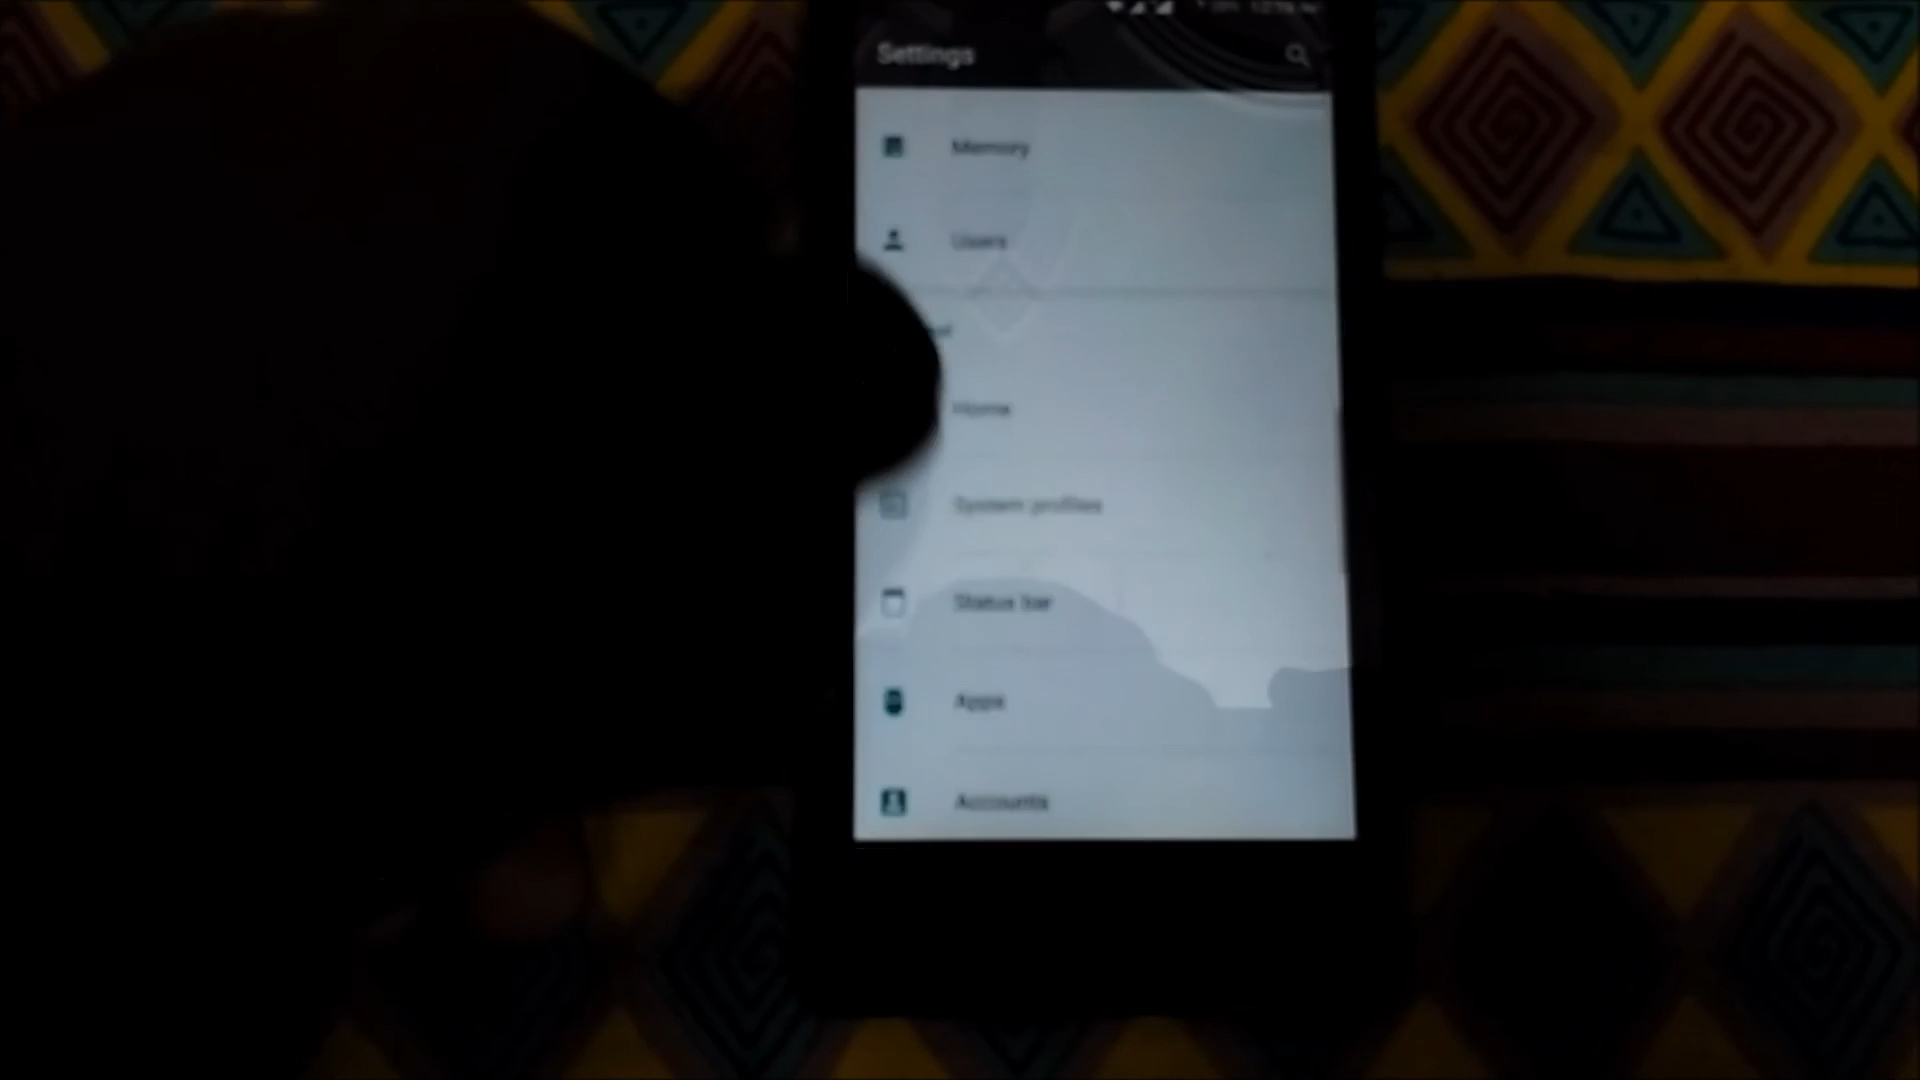 Settings
Memory
Users
Home
System profiles
Status bar
Apps
Accounts